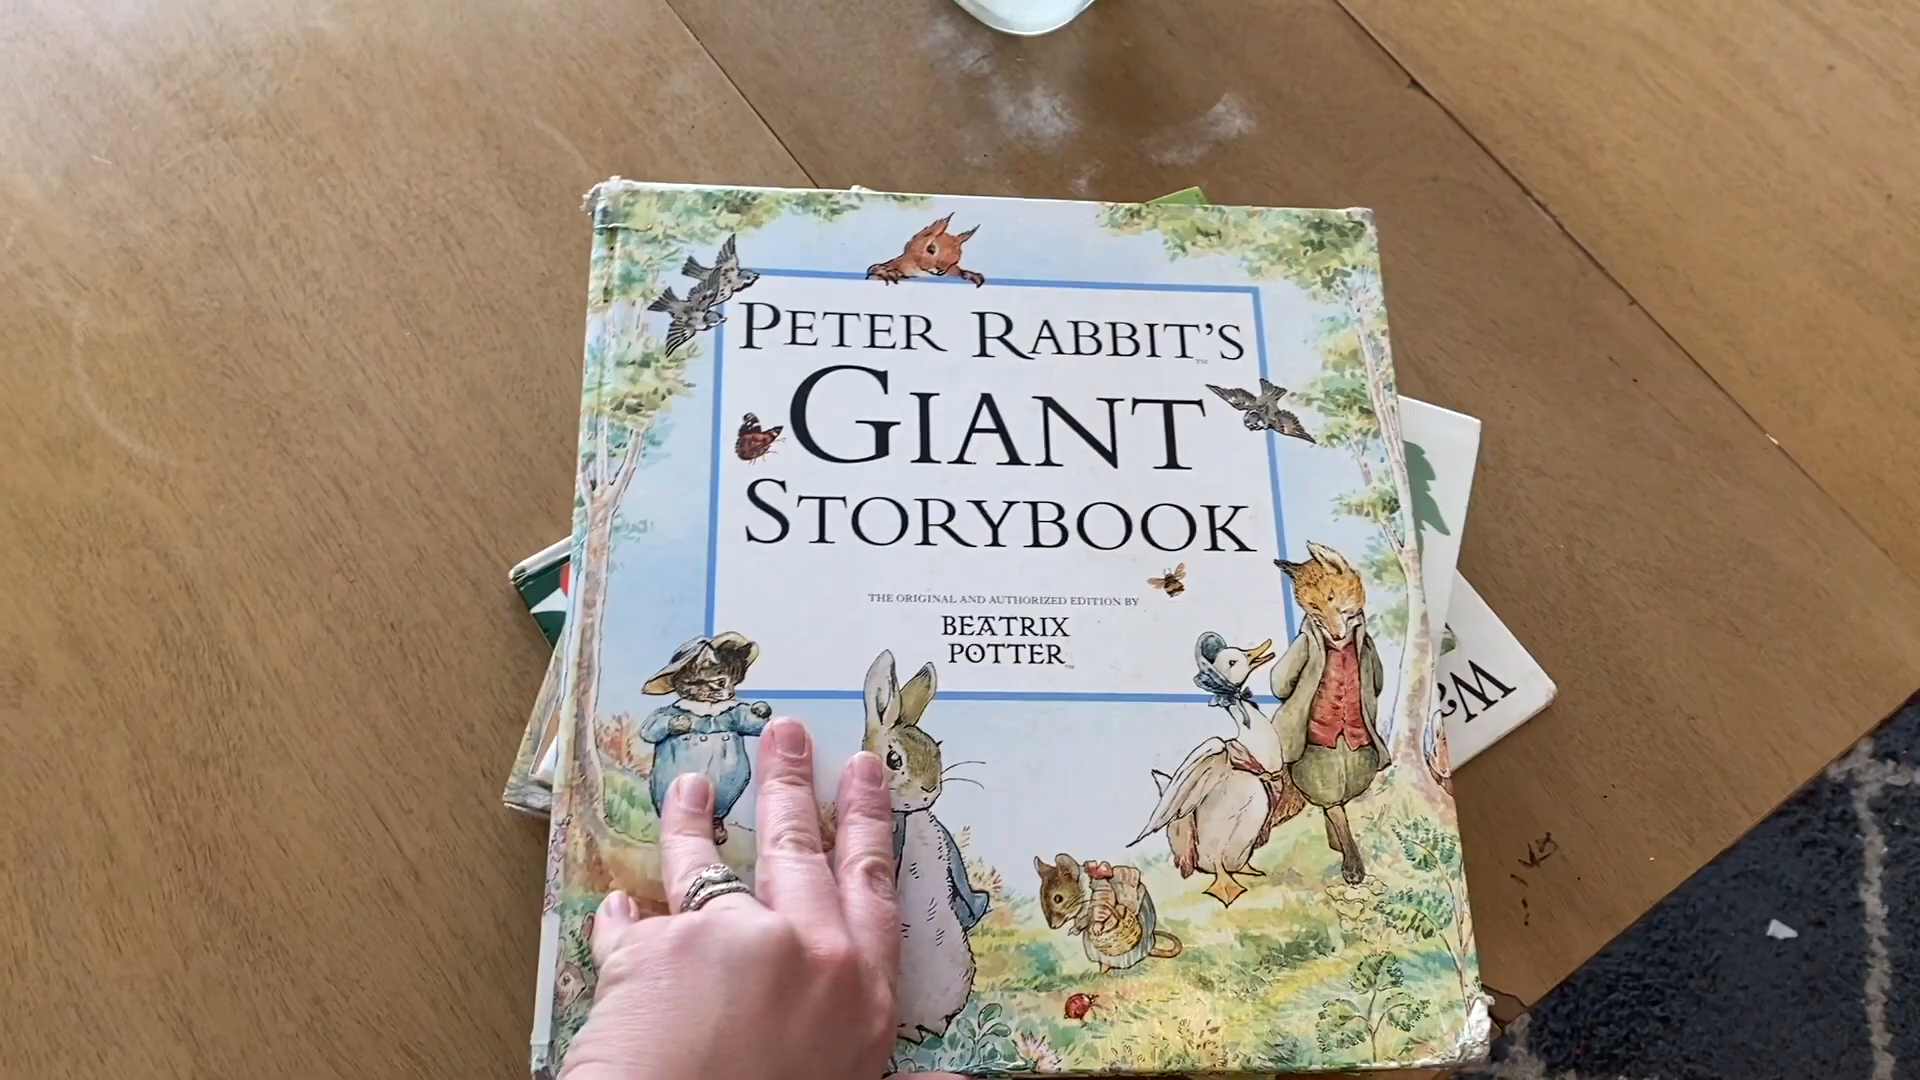 PETER RABBIT'S™
GIANT
STORYBOOK
THE ORIGINAL AND AUTHORIZED EDITION BY
BEATRIX
POTTER™